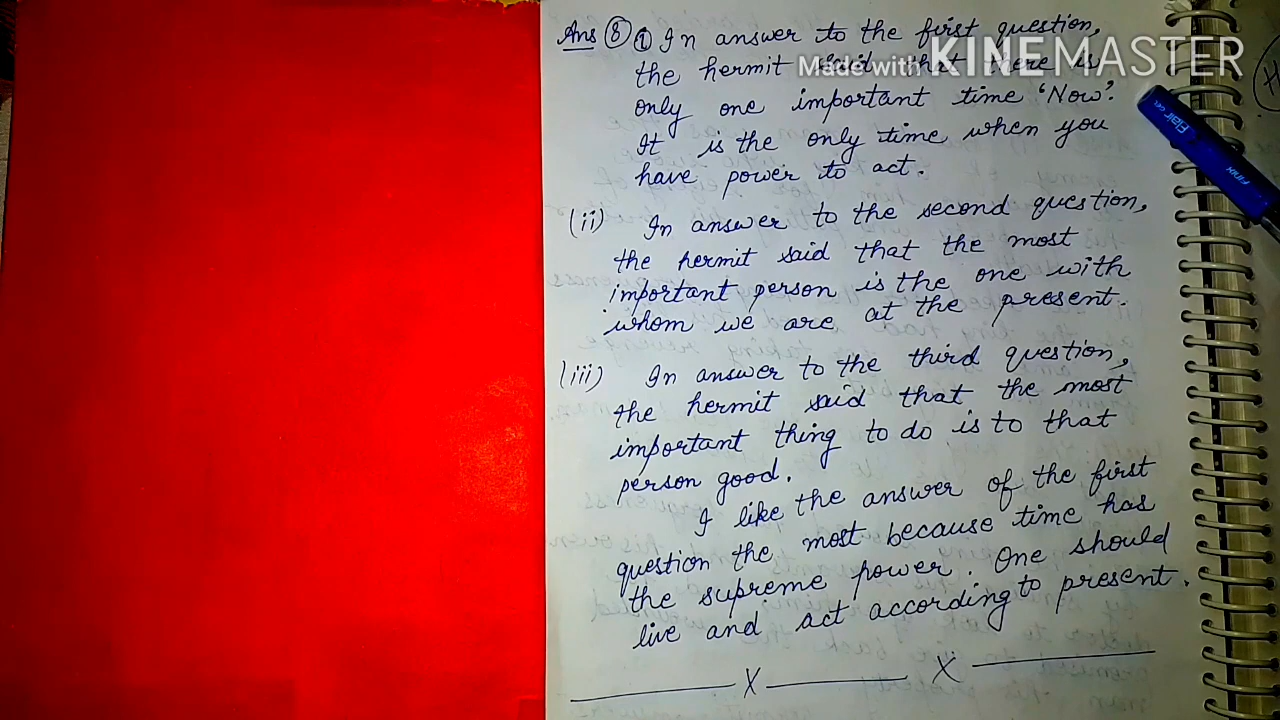 Ans 8 (i) In answer to the first question,
the hermit said that there is
Made with KINEMASTER
only one important time 'Now'.
It is the only time when you
have power to act.
(ii) In answer to the second question,
the hermit said that the most
important person is the one with
whom we are at the present.
(iii) In answer to the third question,
the hermit said that the most
important thing to do is to that
person good.
I like the answer of the first
question the most because time has
the supreme power. One should
live and act according to present.
X X
Flair